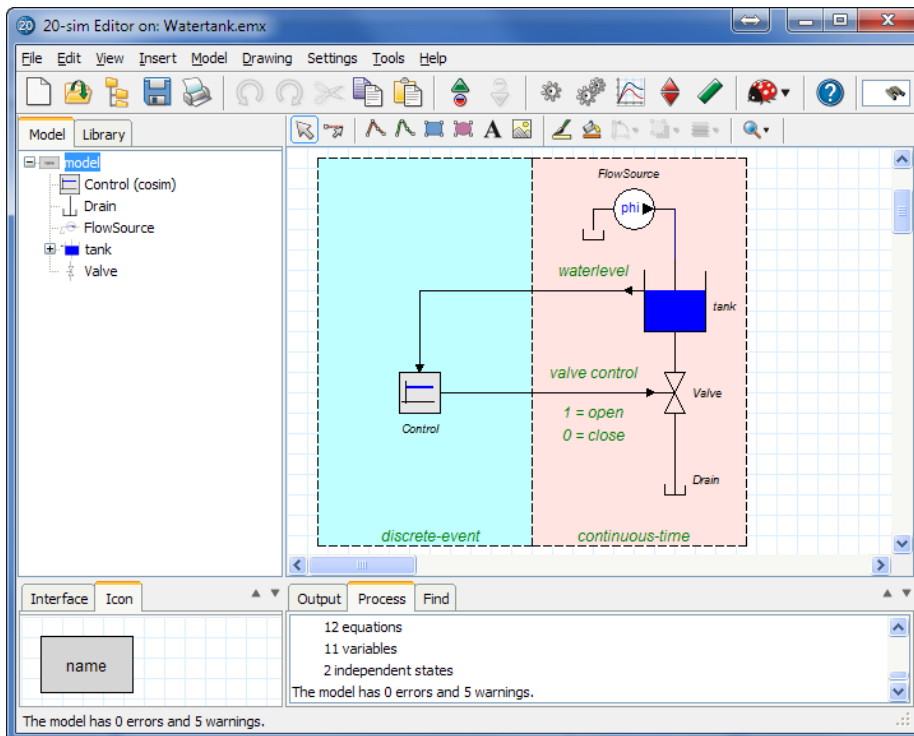 20 20-sim Editor on: Watertank.emx
File Edit View Insert Model Drawing Settings Tools Help
Model Library
A
model
Control (cosim)
Drain
FlowSource
tank
Valve
FlowSource
phi
waterlevel
tank
valve control
Valve
1 = open
0 = close
Control
Drain
discrete-event continuous-time
Interface Icon
name
Output Process Find
12 equations
11 variables
2 independent states
The model has 0 errors and 5 warnings.
The model has 0 errors and 5 warnings.